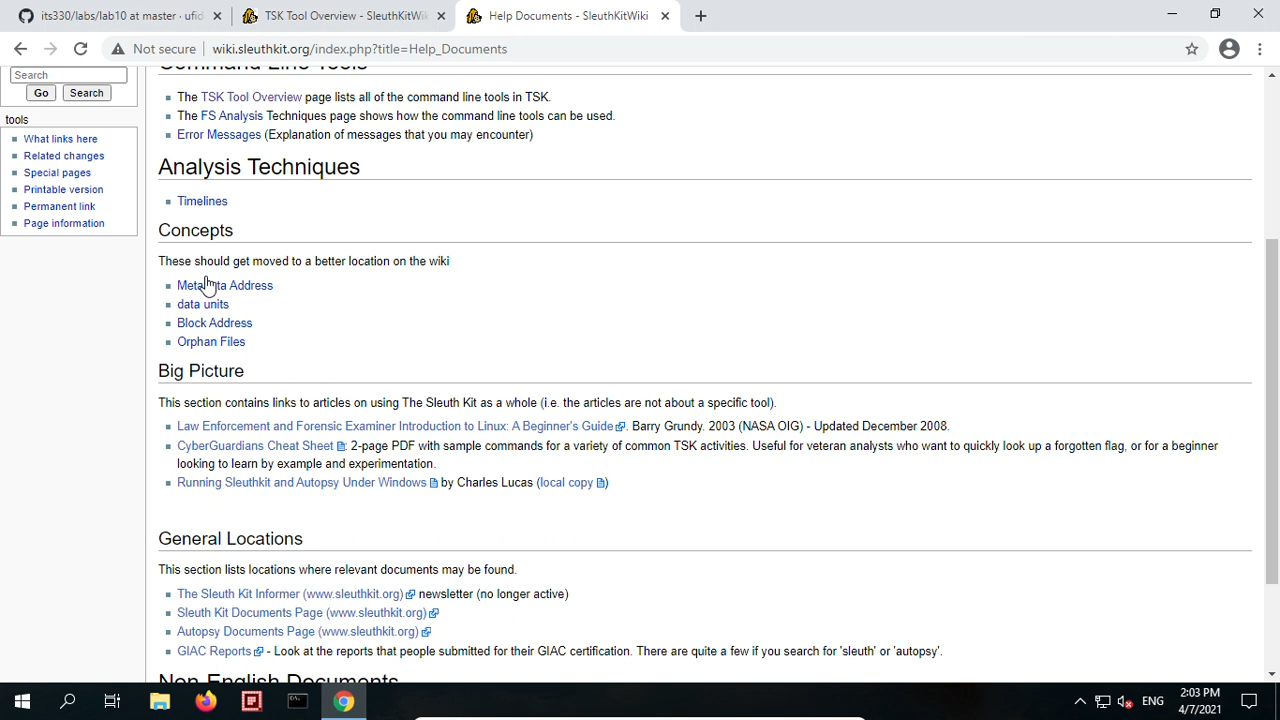 its330/labs/lab10 at master · ufid
TSK Tool Overview - SleuthKitWik
Help Documents - SleuthKitWiki
Not secure
wiki.sleuthkit.org/index.php?title=Help_Documents
Search
Go Search
tools
What links here
Related changes
Special pages
Printable version
Permanent link
Page information
Command Line Tools
The TSK Tool Overview page lists all of the command line tools in TSK.
The FS Analysis Techniques page shows how the command line tools can be used.
Error Messages (Explanation of messages that you may encounter)
Analysis Techniques
Timelines
Concepts
These should get moved to a better location on the wiki
Metadata Address
data units
Block Address
Orphan Files
Big Picture
This section contains links to articles on using The Sleuth Kit as a whole (i.e. the articles are not about a specific tool).
Law Enforcement and Forensic Examiner Introduction to Linux: A Beginner's Guide. Barry Grundy. 2003 (NASA OIG) - Updated December 2008.
CyberGuardians Cheat Sheet: 2-page PDF with sample commands for a variety of common TSK activities. Useful for veteran analysts who want to quickly look up a forgotten flag, or for a beginner
looking to learn by example and experimentation.
Running Sleuthkit and Autopsy Under Windows by Charles Lucas (local copy)
General Locations
This section lists locations where relevant documents may be found.
The Sleuth Kit Informer (www.sleuthkit.org) newsletter (no longer active)
Sleuth Kit Documents Page (www.sleuthkit.org)
Autopsy Documents Page (www.sleuthkit.org)
GIAC Reports - Look at the reports that people submitted for their GIAC certification. There are quite a few if you search for 'sleuth' or 'autopsy'.
Non-English Documents
ENG
2:03 PM
4/7/2021